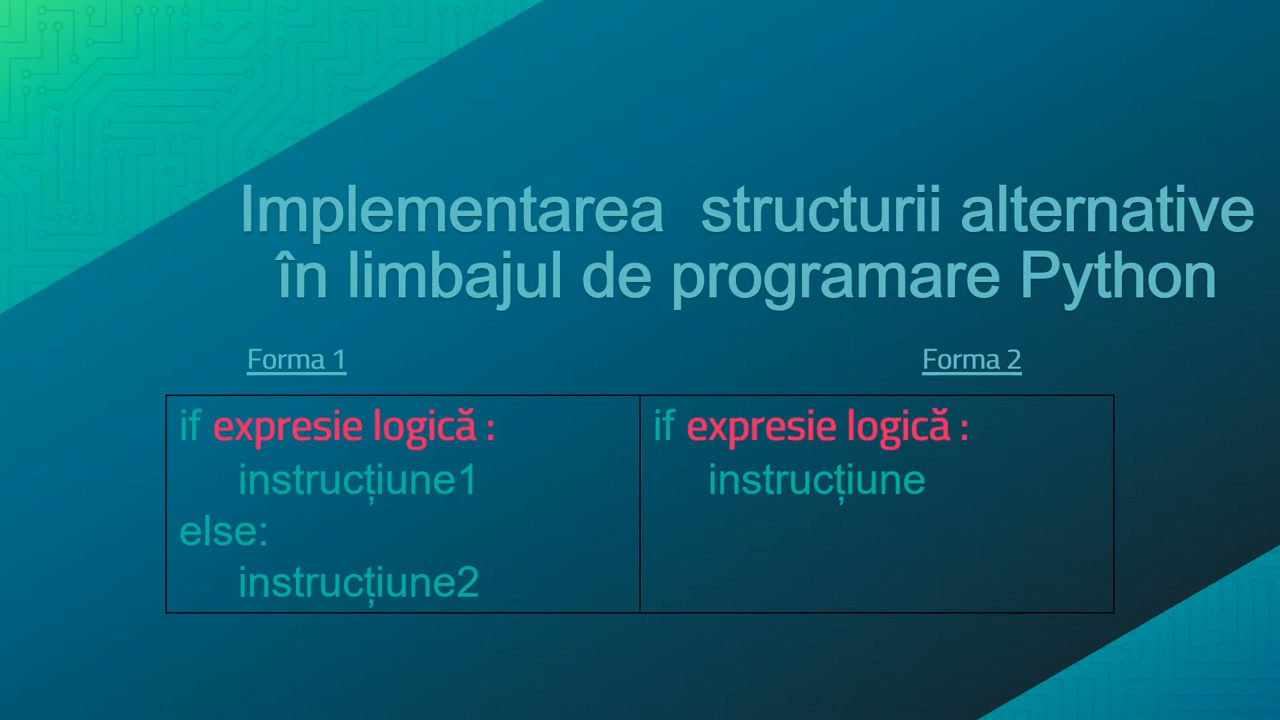 Implementarea structurii alternative
în limbajul de programare Python
Forma 1
Forma 2
if expresie logică :
instrucțiune1
else:
instrucțiune2
if expresie logică :
instrucțiune